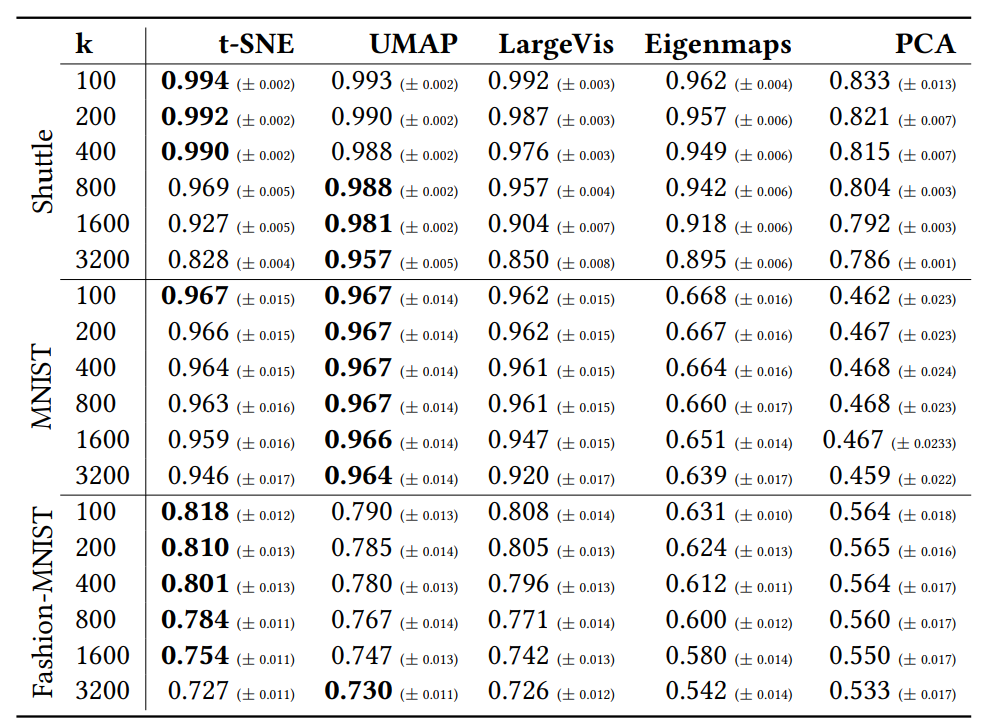 k t-SNE UMAP LargeVis Eigenmaps PCA
Shuttle
100 0.994 (± 0.002) 0.993 (± 0.002) 0.992 (± 0.003) 0.962 (± 0.004) 0.833 (± 0.013)
200 0.992 (± 0.002) 0.990 (± 0.002) 0.987 (± 0.003) 0.957 (± 0.006) 0.821 (± 0.007)
400 0.990 (± 0.002) 0.988 (± 0.002) 0.976 (± 0.003) 0.949 (± 0.006) 0.815 (± 0.007)
800 0.969 (± 0.005) 0.988 (± 0.002) 0.957 (± 0.004) 0.942 (± 0.006) 0.804 (± 0.003)
1600 0.927 (± 0.005) 0.981 (± 0.002) 0.904 (± 0.007) 0.918 (± 0.006) 0.792 (± 0.003)
3200 0.828 (± 0.004) 0.957 (± 0.005) 0.850 (± 0.008) 0.895 (± 0.006) 0.786 (± 0.001)
MNIST
100 0.967 (± 0.015) 0.967 (± 0.014) 0.962 (± 0.015) 0.668 (± 0.016) 0.462 (± 0.023)
200 0.966 (± 0.015) 0.967 (± 0.014) 0.962 (± 0.015) 0.667 (± 0.016) 0.467 (± 0.023)
400 0.964 (± 0.015) 0.967 (± 0.014) 0.961 (± 0.015) 0.664 (± 0.016) 0.468 (± 0.024)
800 0.963 (± 0.016) 0.967 (± 0.014) 0.961 (± 0.015) 0.660 (± 0.017) 0.468 (± 0.023)
1600 0.959 (± 0.016) 0.966 (± 0.014) 0.947 (± 0.015) 0.651 (± 0.014) 0.467 (± 0.0233)
3200 0.946 (± 0.017) 0.964 (± 0.014) 0.920 (± 0.017) 0.639 (± 0.017) 0.459 (± 0.022)
Fashion-MNIST
100 0.818 (± 0.012) 0.790 (± 0.013) 0.808 (± 0.014) 0.631 (± 0.010) 0.564 (± 0.018)
200 0.810 (± 0.013) 0.785 (± 0.014) 0.805 (± 0.013) 0.624 (± 0.013) 0.565 (± 0.016)
400 0.801 (± 0.013) 0.780 (± 0.013) 0.796 (± 0.013) 0.612 (± 0.011) 0.564 (± 0.017)
800 0.784 (± 0.011) 0.767 (± 0.014) 0.771 (± 0.014) 0.600 (± 0.012) 0.560 (± 0.017)
1600 0.754 (± 0.011) 0.747 (± 0.013) 0.742 (± 0.013) 0.580 (± 0.014) 0.550 (± 0.017)
3200 0.727 (± 0.011) 0.730 (± 0.011) 0.726 (± 0.012) 0.542 (± 0.014) 0.533 (± 0.017)